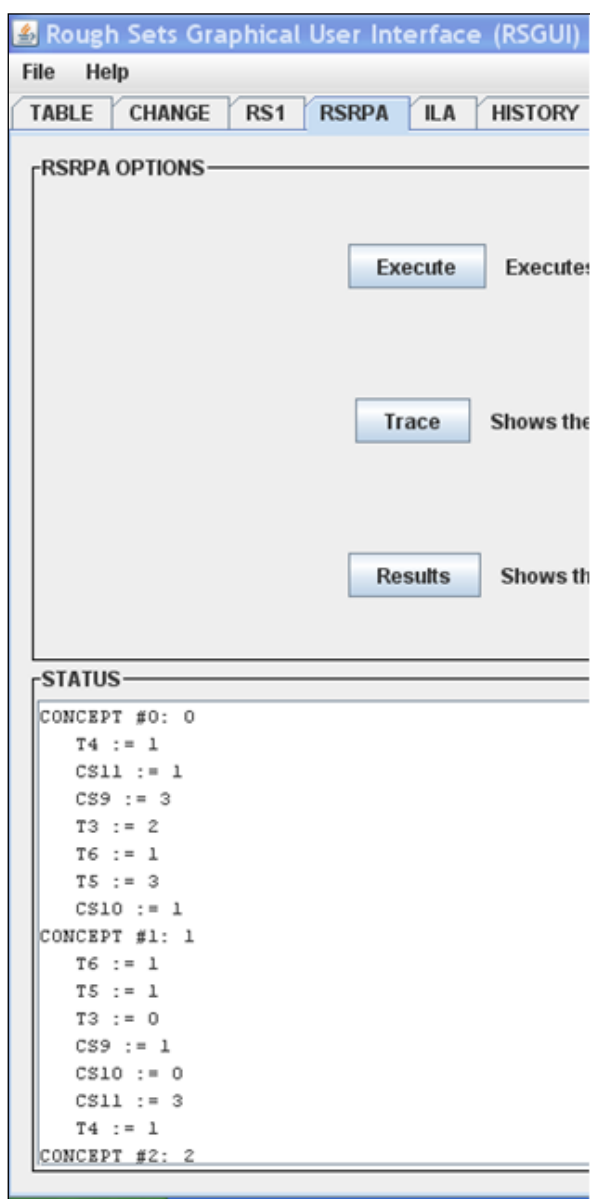 Rough Sets Graphical User Interface (RSGUI)
File Help
TABLE CHANGE RS1 RSRPA ILA HISTORY
RSRPA OPTIONS
Execute Executes
Trace Shows the
Results Shows th
STATUS
CONCEPT #0: 0
T4 := 1
CS11 := 1
CS9 := 3
T3 := 2
T6 := 1
T5 := 3
CS10 := 1
CONCEPT #1: 1
T6 := 1
T5 := 1
T3 := 0
CS9 := 1
CS10 := 0
CS11 := 3
T4 := 1
CONCEPT #2: 2